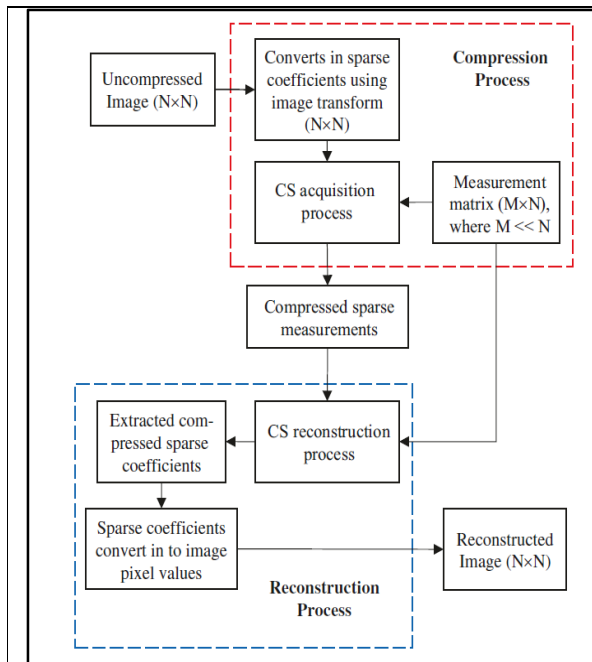 Uncompressed
Image (N×N)
Converts in sparse
coefficients using
image transform
(N×N)
Compression
Process
CS acquisition
process
Measurement
matrix (M×N),
where M << N
Compressed sparse
measurements
Extracted com-
pressed sparse
coefficients
CS reconstruction
process
Sparse coefficients
convert in to image
pixel values
Reconstructed
Image (N×N)
Reconstruction
Process